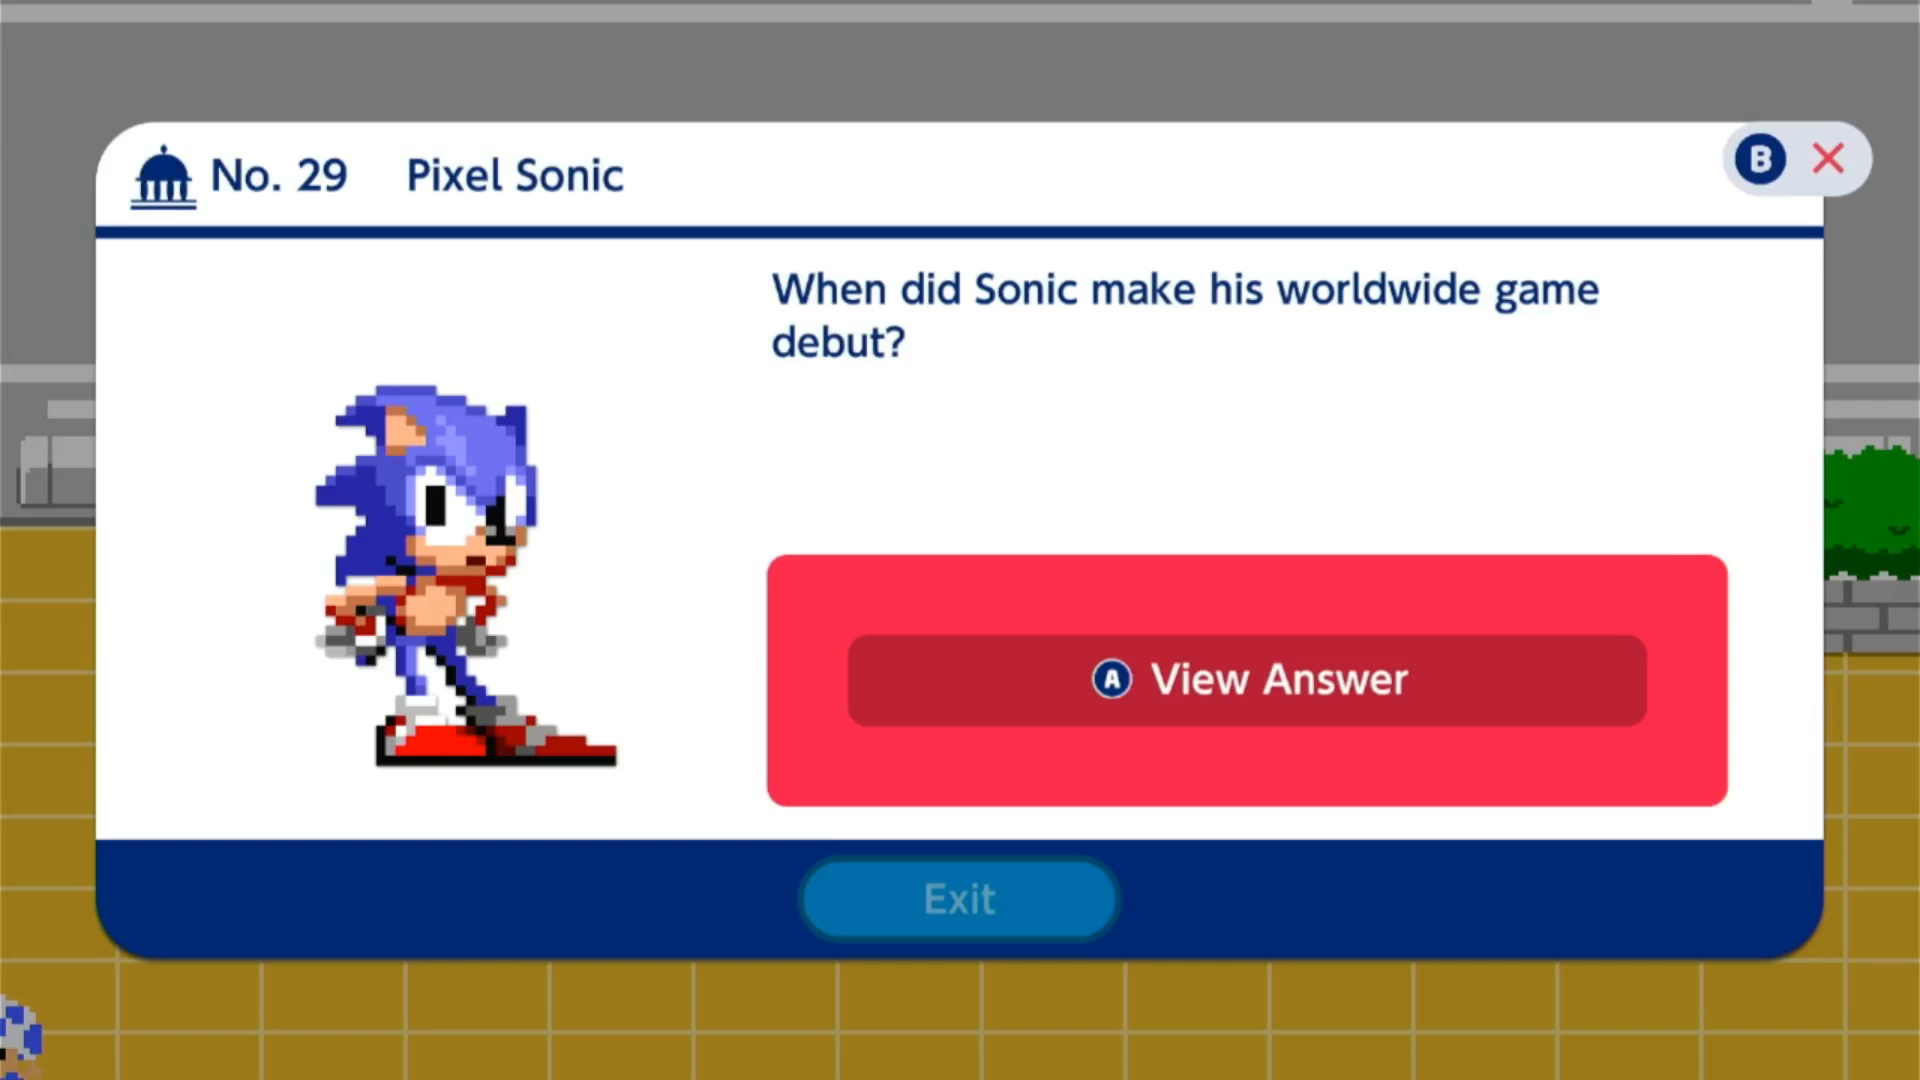 No. 29 Pixel Sonic
B
When did Sonic make his worldwide game
debut?
A View Answer
Exit